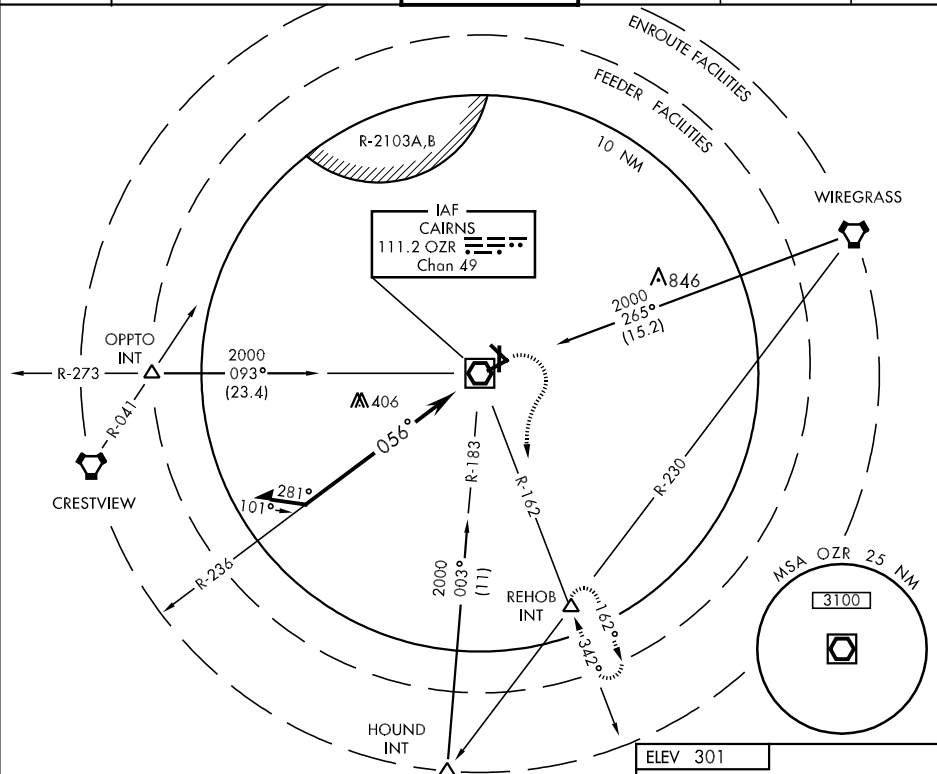 ENROUTE FACILITIES
FEEDER FACILITIES
10 NM
R-2103A,B
WIREGRASS
IAF
CAIRNS
111.2 OZR
Chan 49
846
2000
265°
(15.2)
OPPTO
INT
R-273
2000
093°
(23.4)
406
R-041
056°
CRESTVIEW
281°
101°
R-183
R-162
R-230
R-236
2000
003°
(11)
REHOB
INT
162°
342°
MSA OZR 25 NM
3100
HOUND
INT
ELEV 301